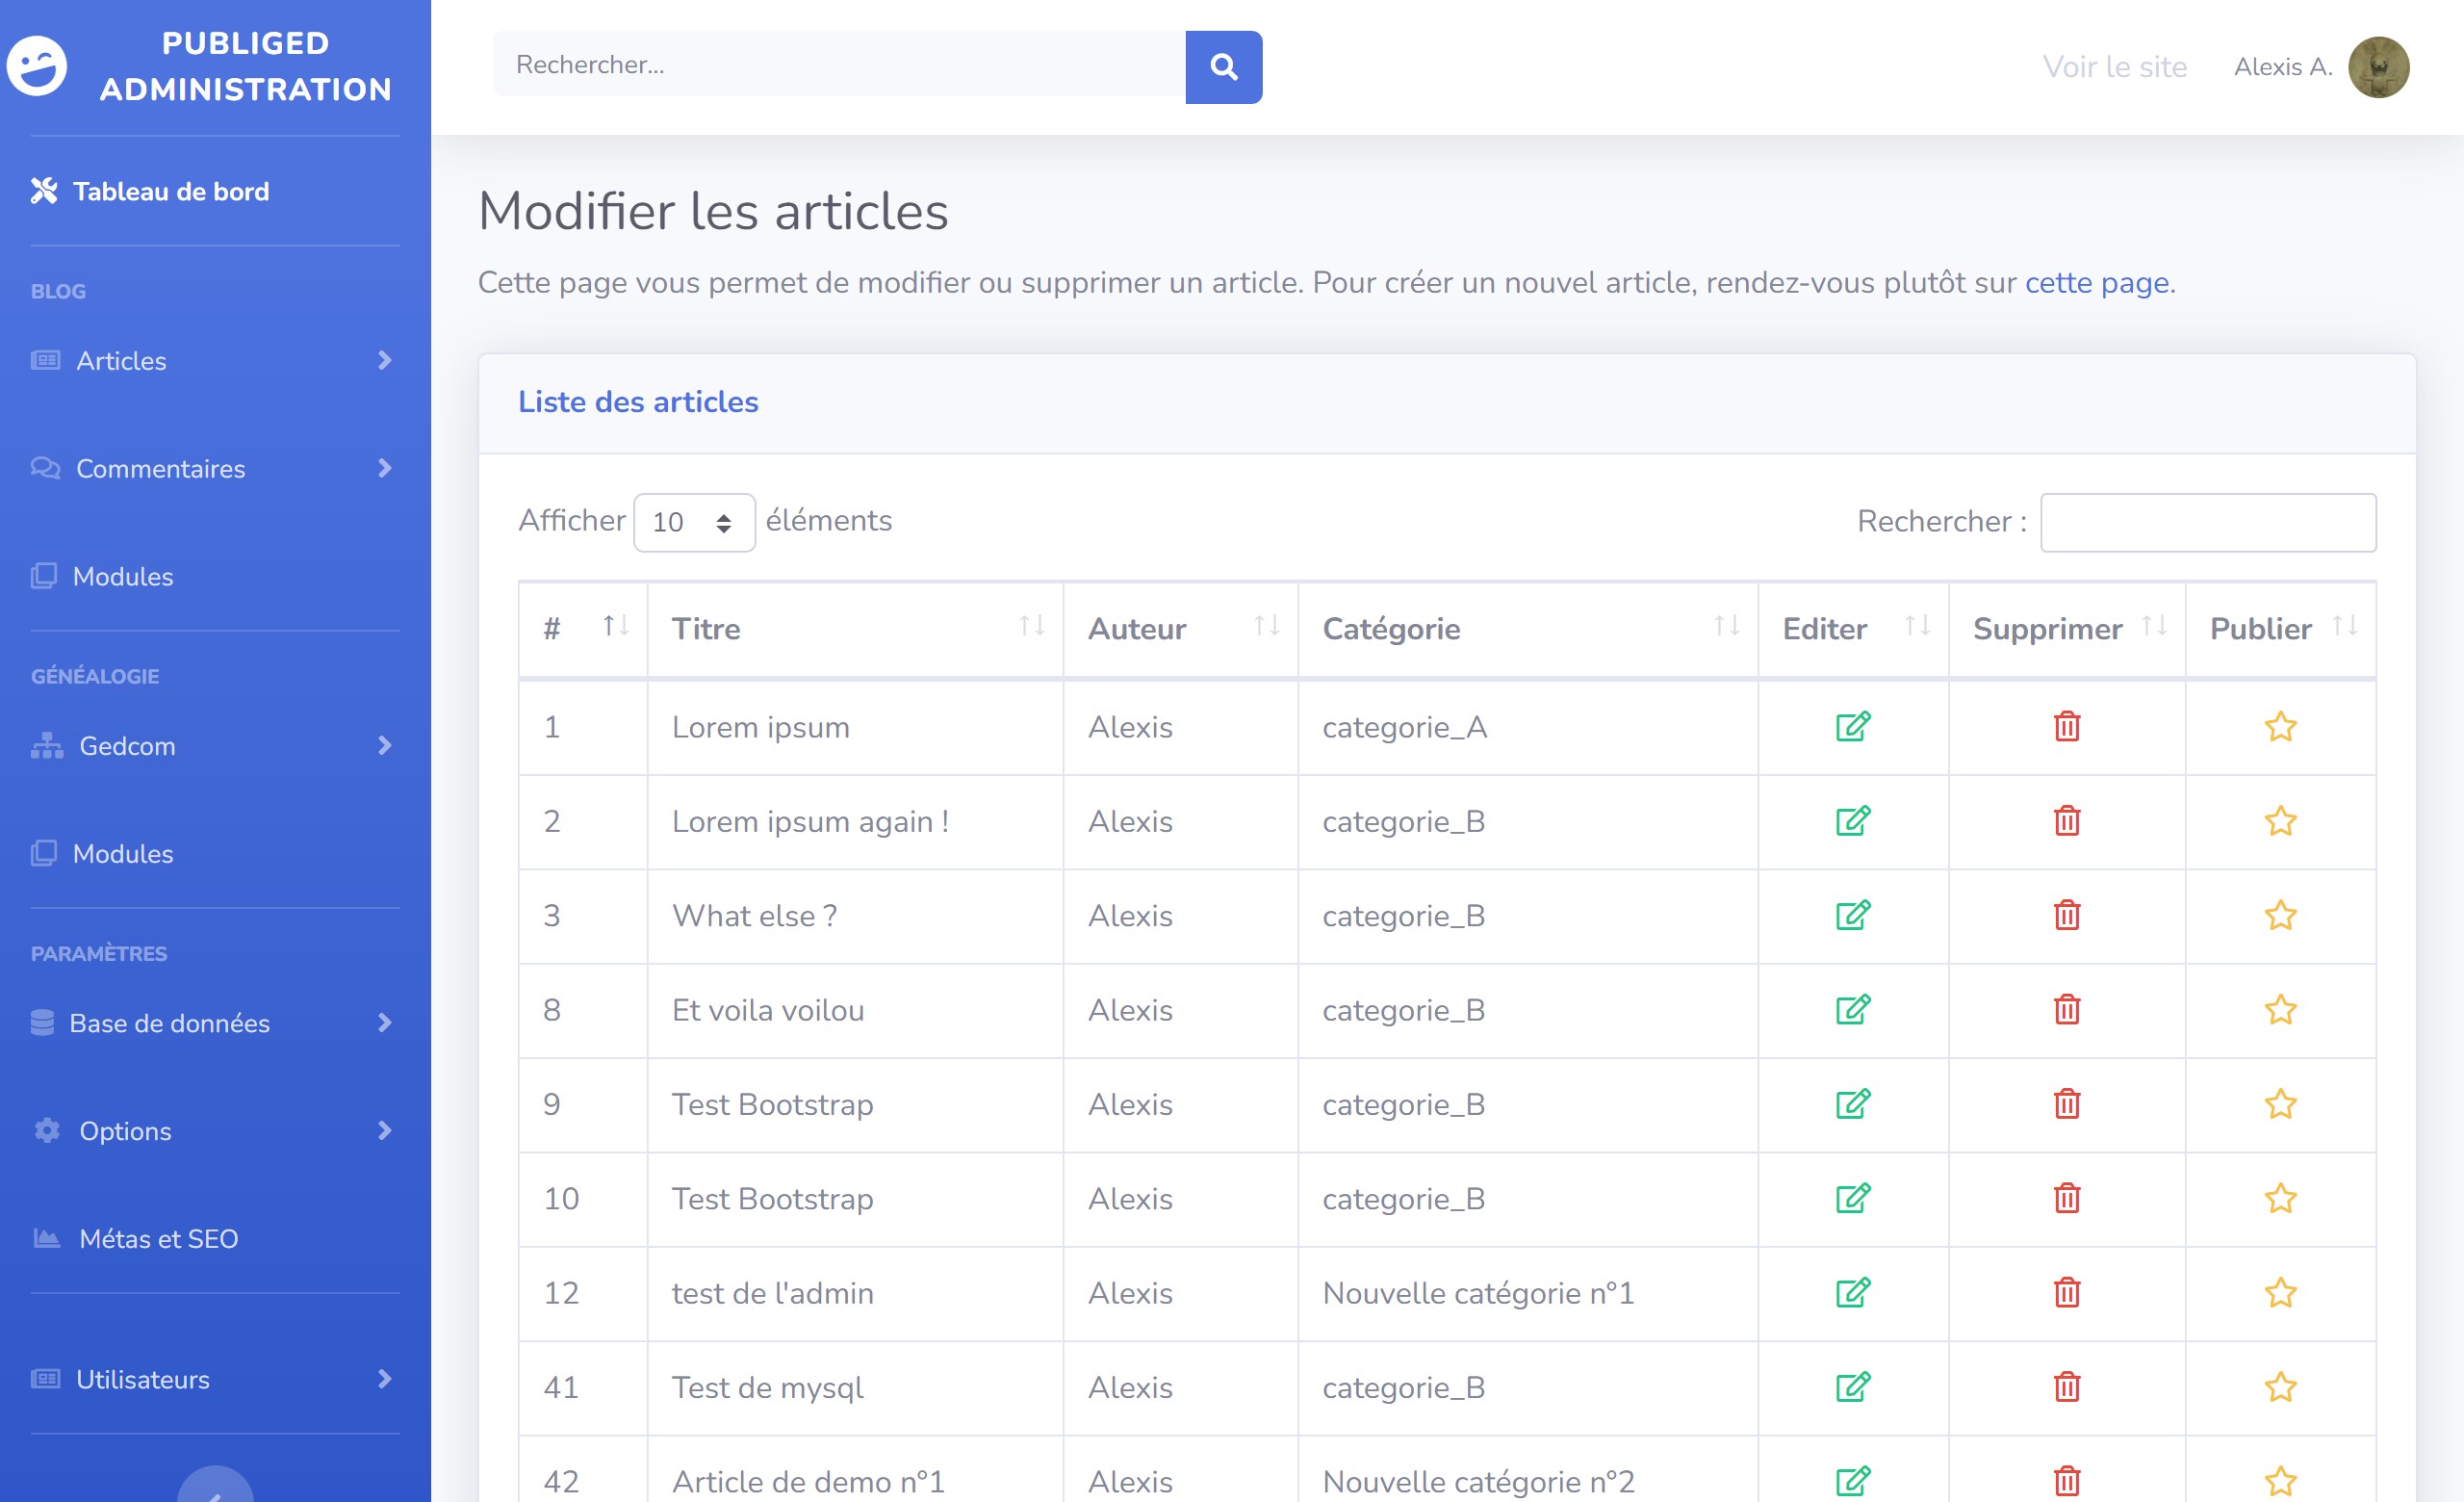 PUBLIGED
ADMINISTRATION
Tableau de bord
BLOG
Articles
Commentaires
Modules
GÉNÉALOGIE
Gedcom
Modules
PARAMÈTRES
Base de données
Options
Métas et SEO
Utilisateurs
Rechercher...
Voir le site
Alexis A.
Modifier les articles
Cette page vous permet de modifier ou supprimer un article. Pour créer un nouvel article, rendez-vous plutôt sur cette page.
Liste des articles
Afficher 10 éléments
Rechercher :
# Titre Auteur Catégorie Editer Supprimer Publier
1 Lorem ipsum Alexis categorie_A
2 Lorem ipsum again ! Alexis categorie_B
3 What else ? Alexis categorie_B
8 Et voila voilou Alexis categorie_B
9 Test Bootstrap Alexis categorie_B
10 Test Bootstrap Alexis categorie_B
12 test de l'admin Alexis Nouvelle catégorie n°1
41 Test de mysql Alexis categorie_B
42 Article de demo n°1 Alexis Nouvelle catégorie n°2